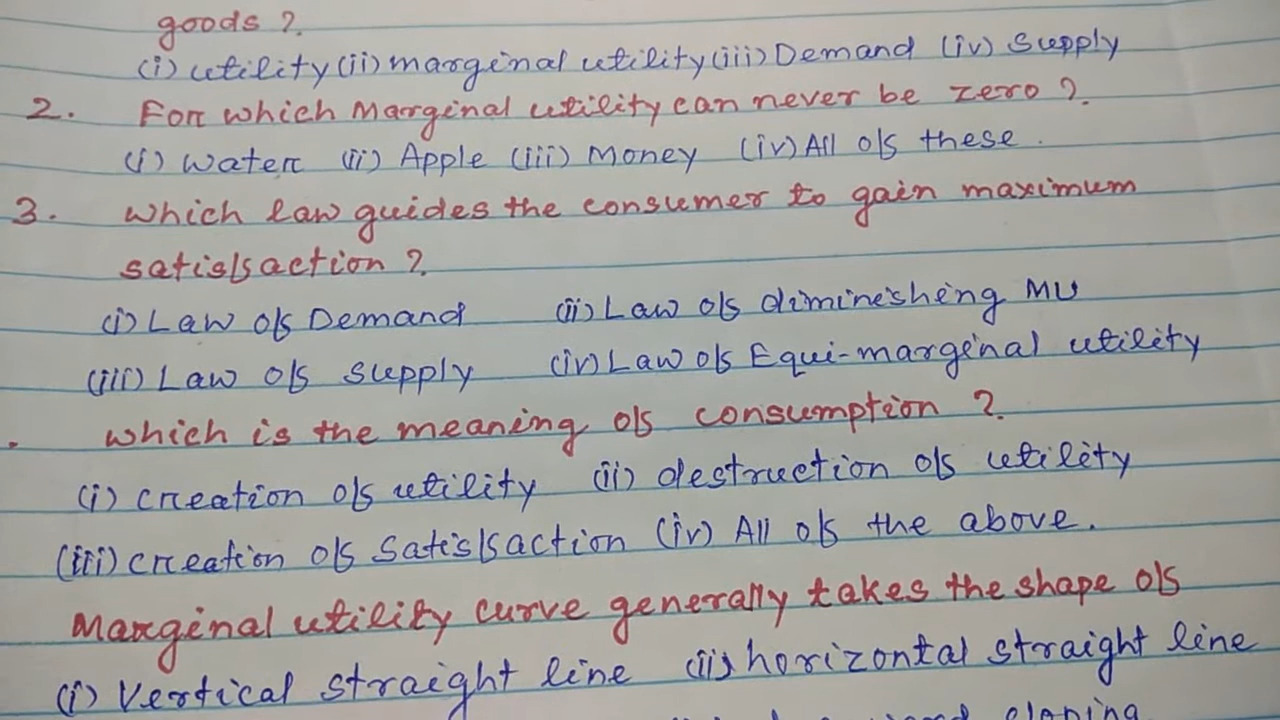 goods ?
(i) utility (ii) marginal utility (iii) Demand (iv) Supply
2. For which Marginal utility can never be zero ?
(i) Water (ii) Apple (iii) Money (iv) All of these.
3. which law guides the consumer to gain maximum
satisfaction ?
(i) Law of Demand (ii) Law of diminishing MU
(iii) Law of supply (iv) Law of Equi-marginal utility
. which is the meaning of consumption ?
(i) creation of utility (ii) destruction of utility
(iii) creation of Satisfaction (iv) All of the above.
Marginal utility curve generally takes the shape of
(i) Vertical straight line (ii) horizontal straight line
sloping